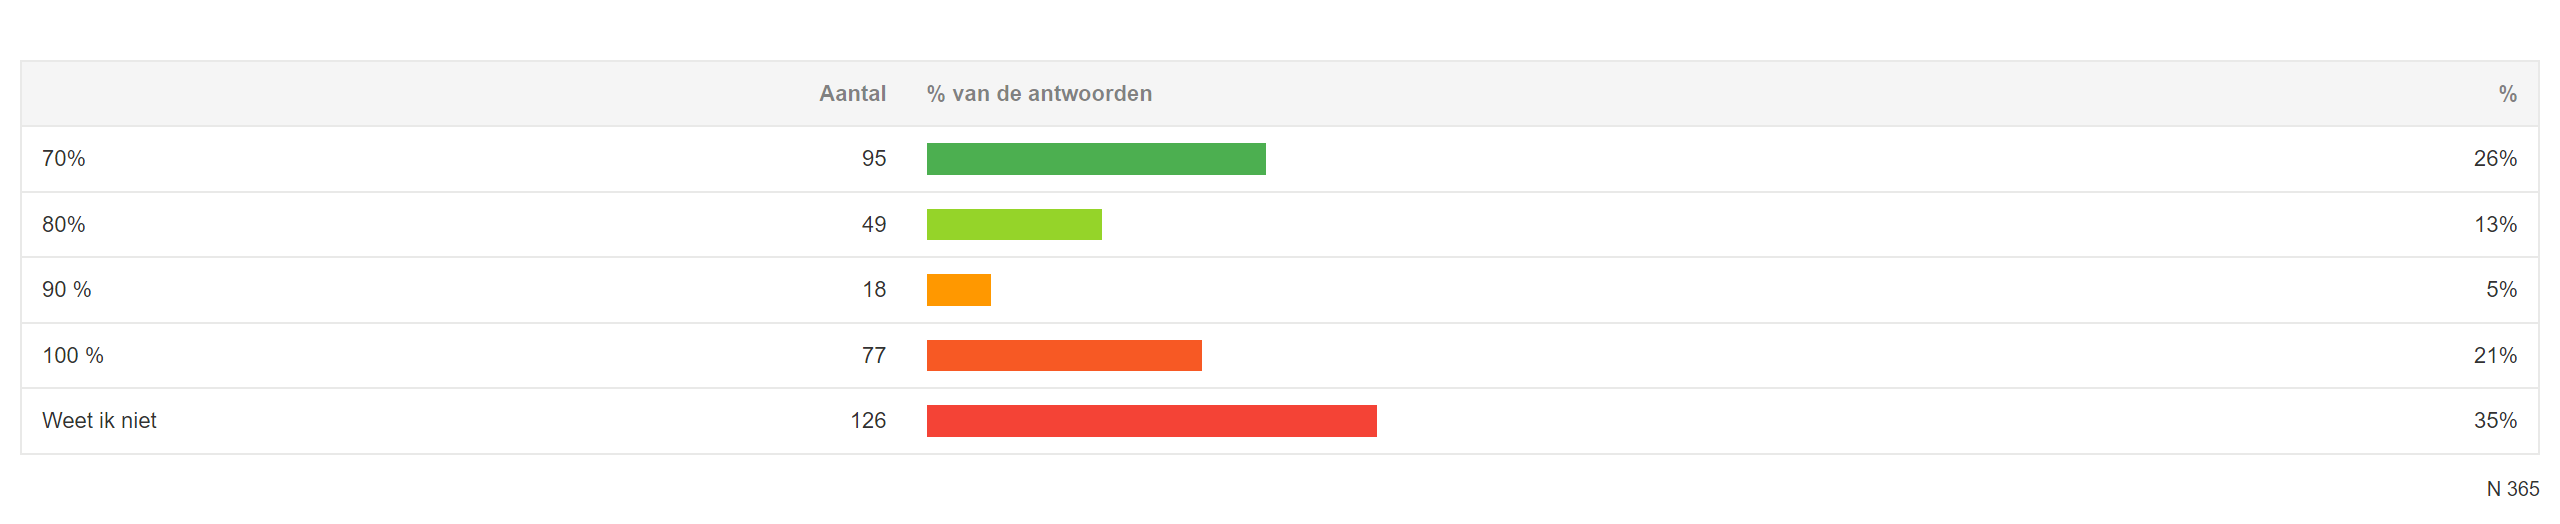 Aantal % van de antwoorden %
70% 95 26%
80% 49 13%
90 % 18 5%
100 % 77 21%
Weet ik niet 126 35%
N 365